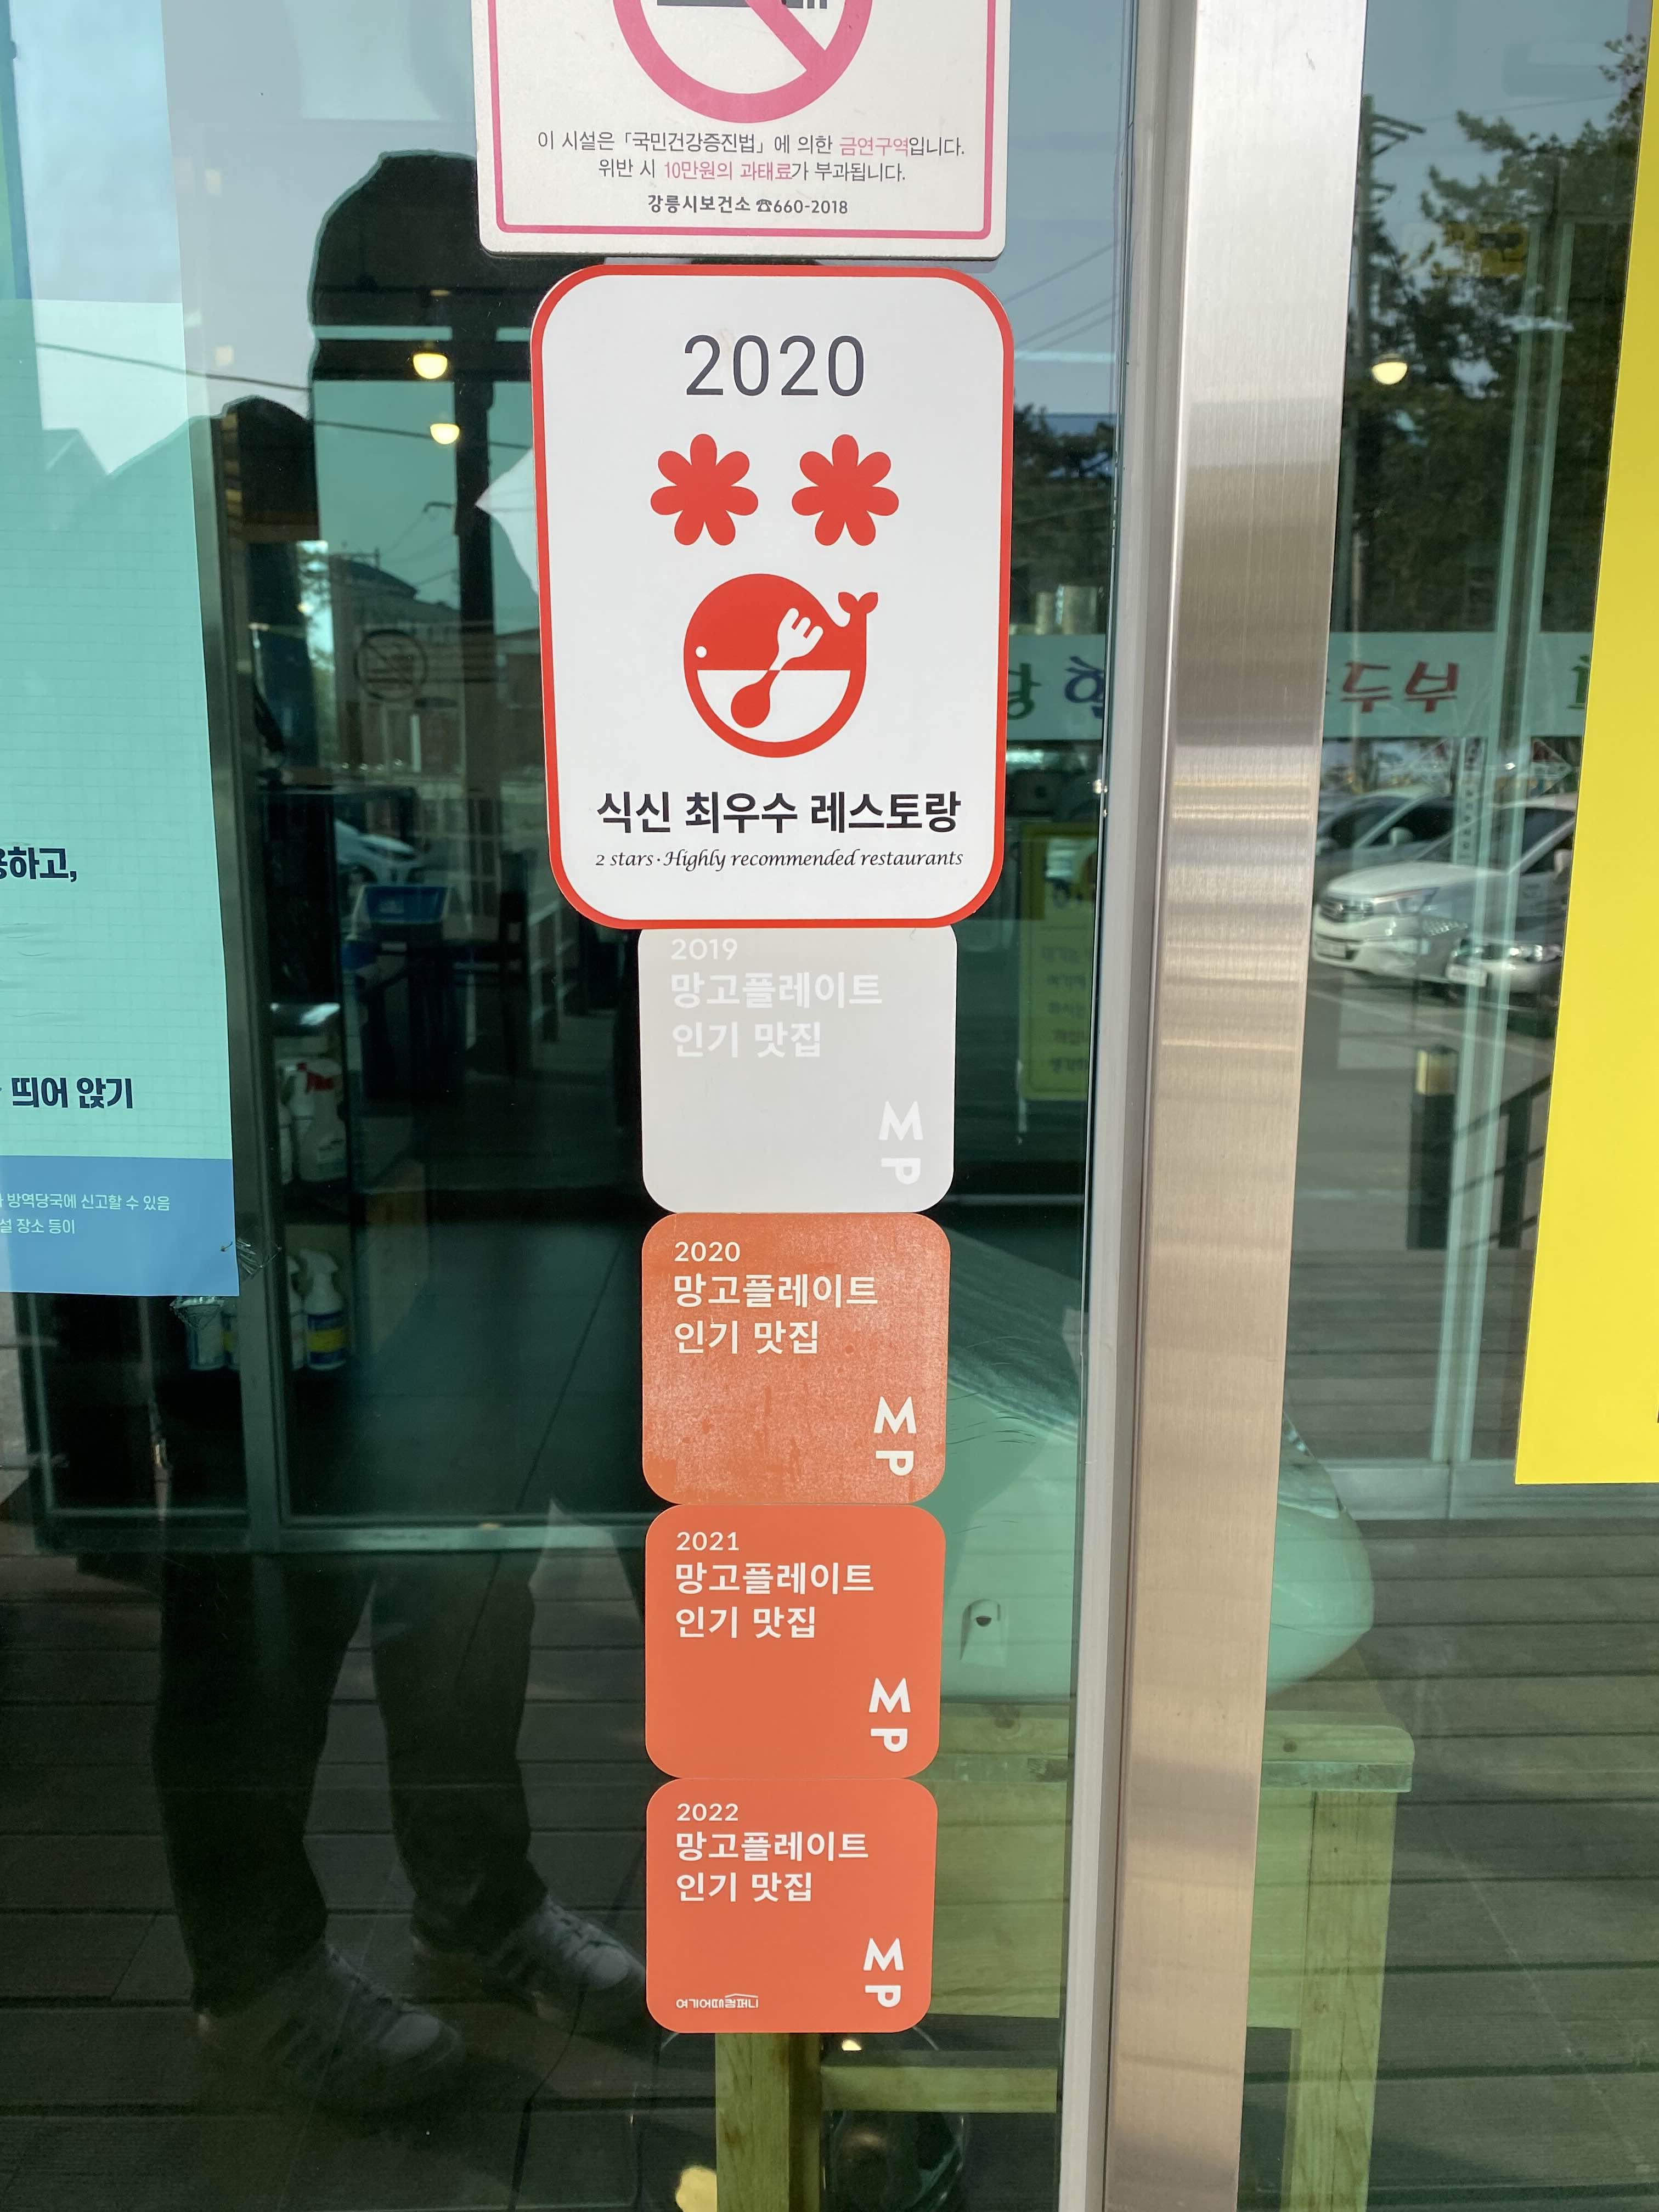 이 시설은 「국민건강증진법」에 의한 금연구역입니다.
위반 시 10만원의 과태료가 부과됩니다.
강릉시보건소 ☎660-2018
2020
식신 최우수 레스토랑
2 stars·Highly recommended restaurants
2019
망고플레이트
인기 맛집
MP
2020
망고플레이트
인기 맛집
MP
2021
망고플레이트
인기 맛집
MP
2022
망고플레이트
인기 맛집
MP
여기어때컴퍼니
하고,
띄어 앉기
방역당국에 신고할 수 있음
설 장소 등이
두부